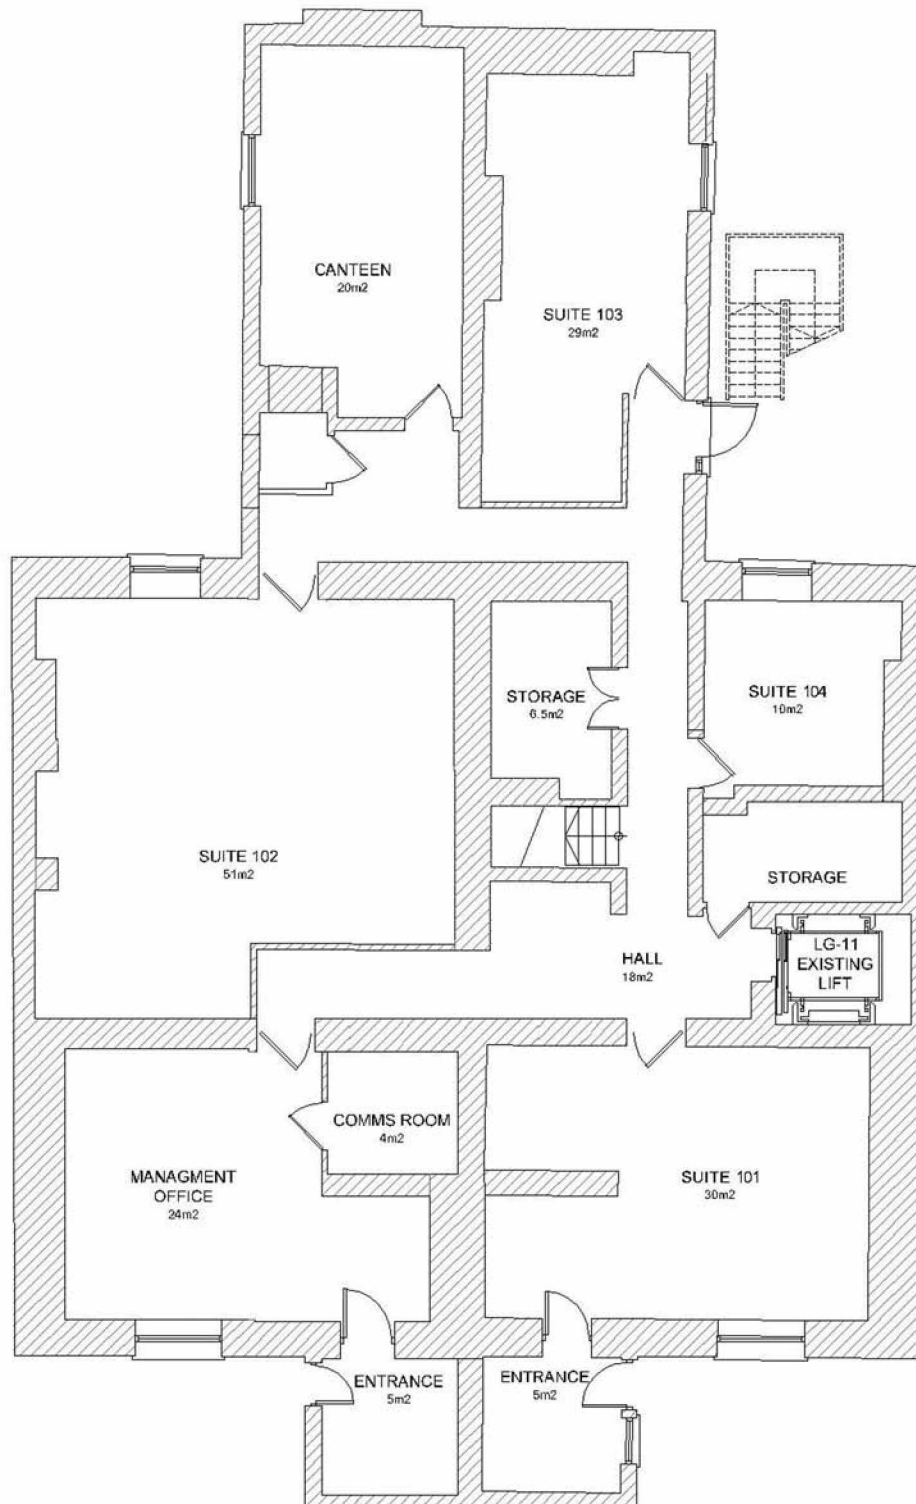 CANTEEN
20m2
SUITE 103
29m2
STORAGE
6.5m2
SUITE 104
10m2
SUITE 102
51m2
STORAGE
HALL
18m2
LG-11
EXISTING
LIFT
COMMS ROOM
4m2
MANAGMENT
OFFICE
24m2
SUITE 101
30m2
ENTRANCE
5m2
ENTRANCE
5m2